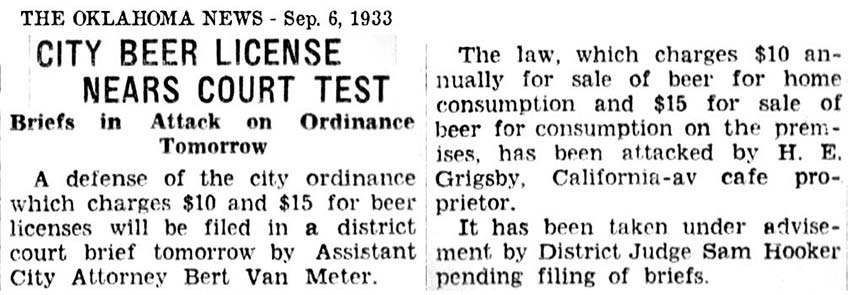 THE OKLAHOMA NEWS - Sep. 6, 1933
CITY BEER LICENSE
NEARS COURT TEST
Briefs in Attack on Ordinance
Tomorrow
A defense of the city ordinance
which charges $10 and $15 for beer
licenses will be filed in a district
court brief tomorrow by Assistant
City Attorney Bert Van Meter.
The law, which charges $10 an-
nually for sale of beer for home
consumption and $15 for sale of
beer for consumption on the prem-
ises, has been attacked by H. E.
Grigsby, California-av cafe pro-
prietor.
It has been taken under advise-
ment by District Judge Sam Hooker
pending filing of briefs.